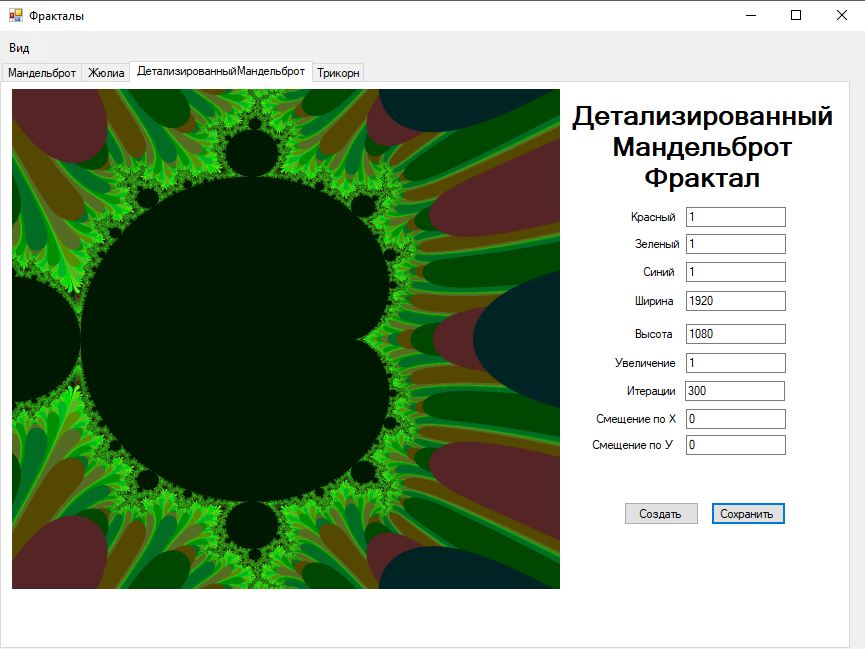 Фракталы
Вид
Мандельброт Жюлиа ДетализированныйМандельброт Трикорн
Детализированный
Мандельброт
Фрактал
Красный 1
Зеленый 1
Синий 1
Ширина 1920
Высота 1080
Увеличение 1
Итерации 300
Смещение по X 0
Смещение по У 0
Создать Сохранить